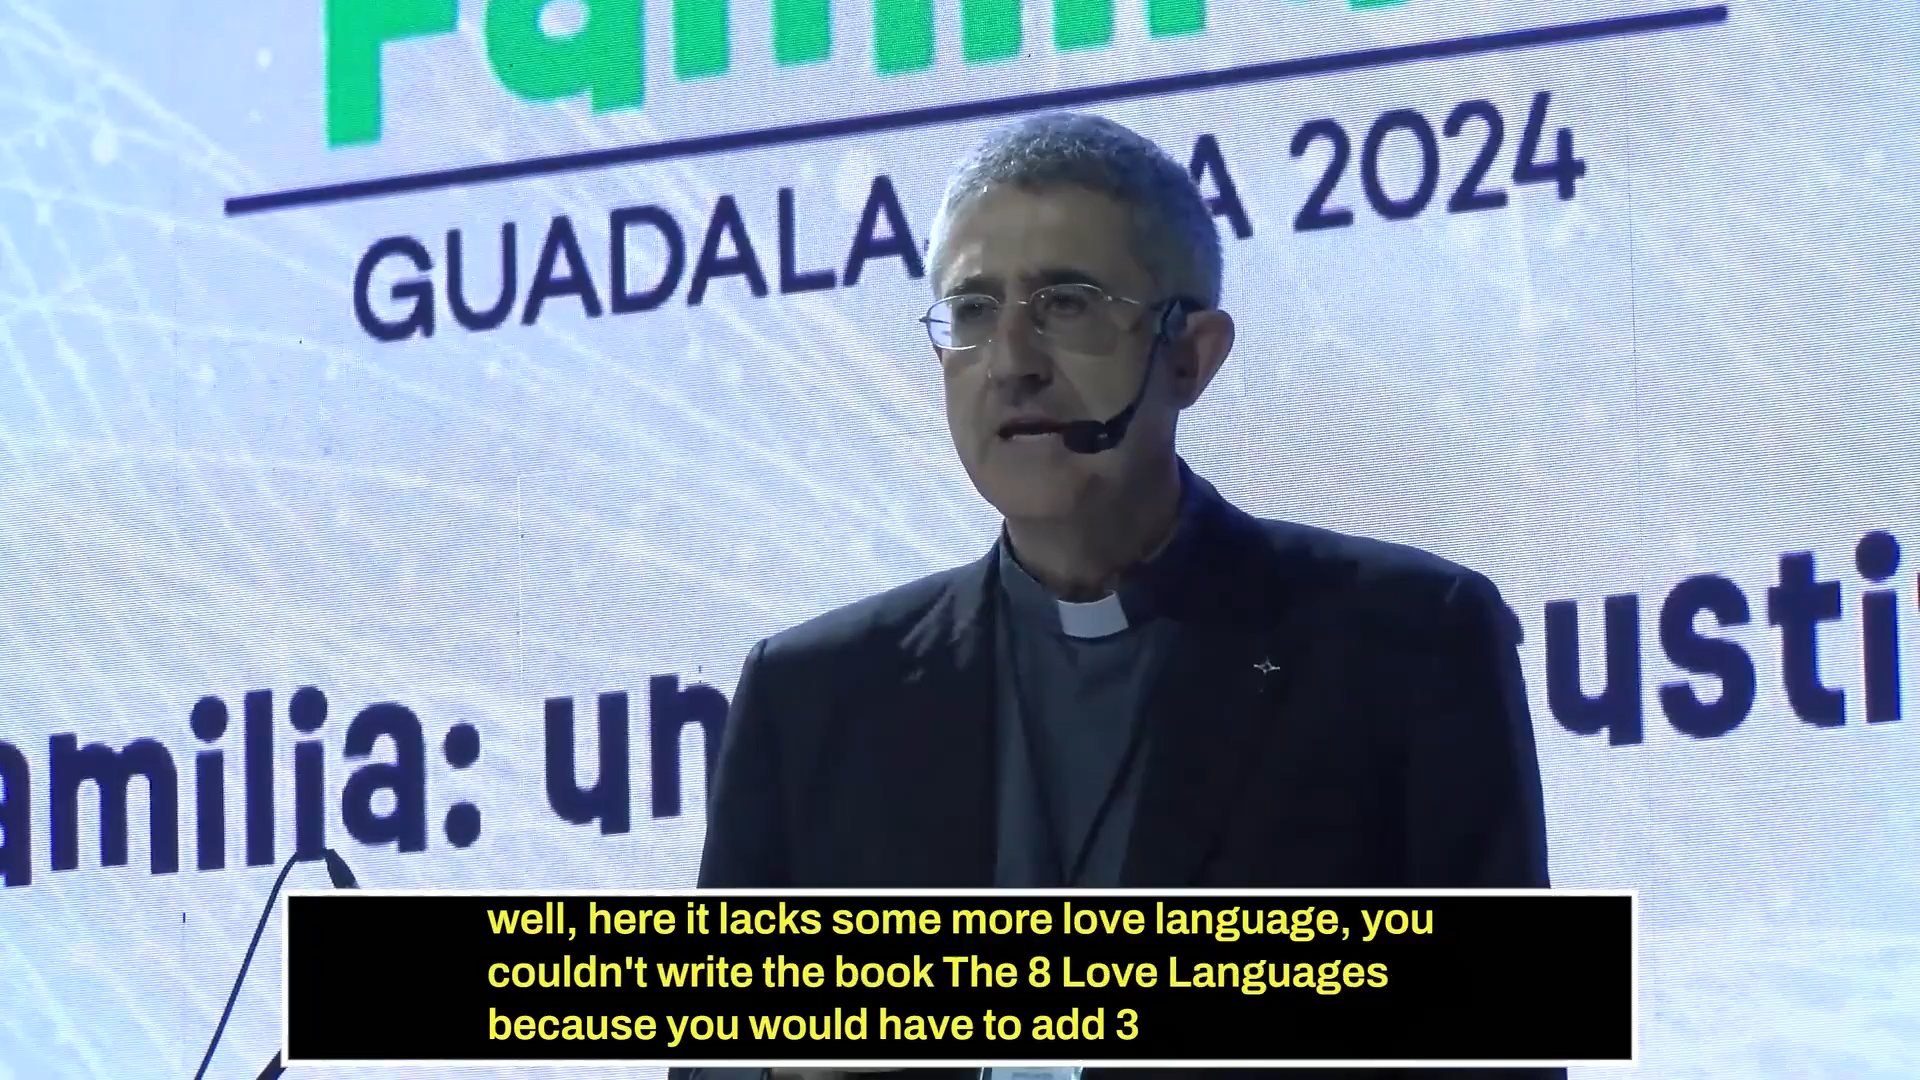 GUADALA A 2024
amilia: un usti
well, here it lacks some more love language, you
couldn't write the book The 8 Love Languages
because you would have to add 3